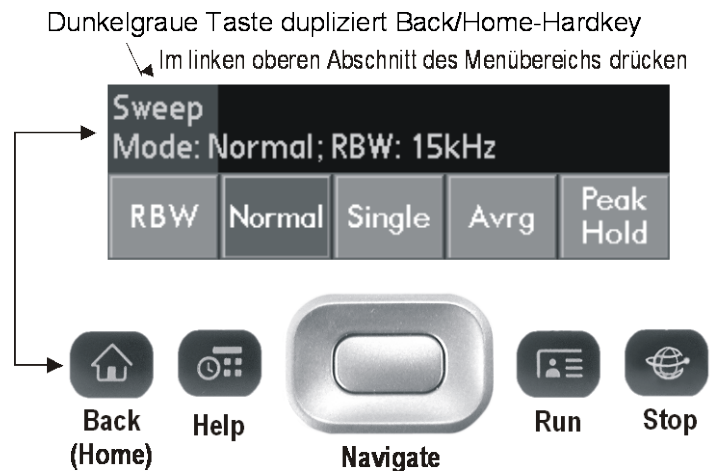 Dunkelgraue Taste dupliziert Back/Home-Hardkey
Im linken oberen Abschnitt des Menübereichs drücken
Sweep
Mode: Normal; RBW: 15kHz
RBW
Normal
Single
Avrg
Peak
Hold
Back
(Home)
Help
Navigate
Run
Stop